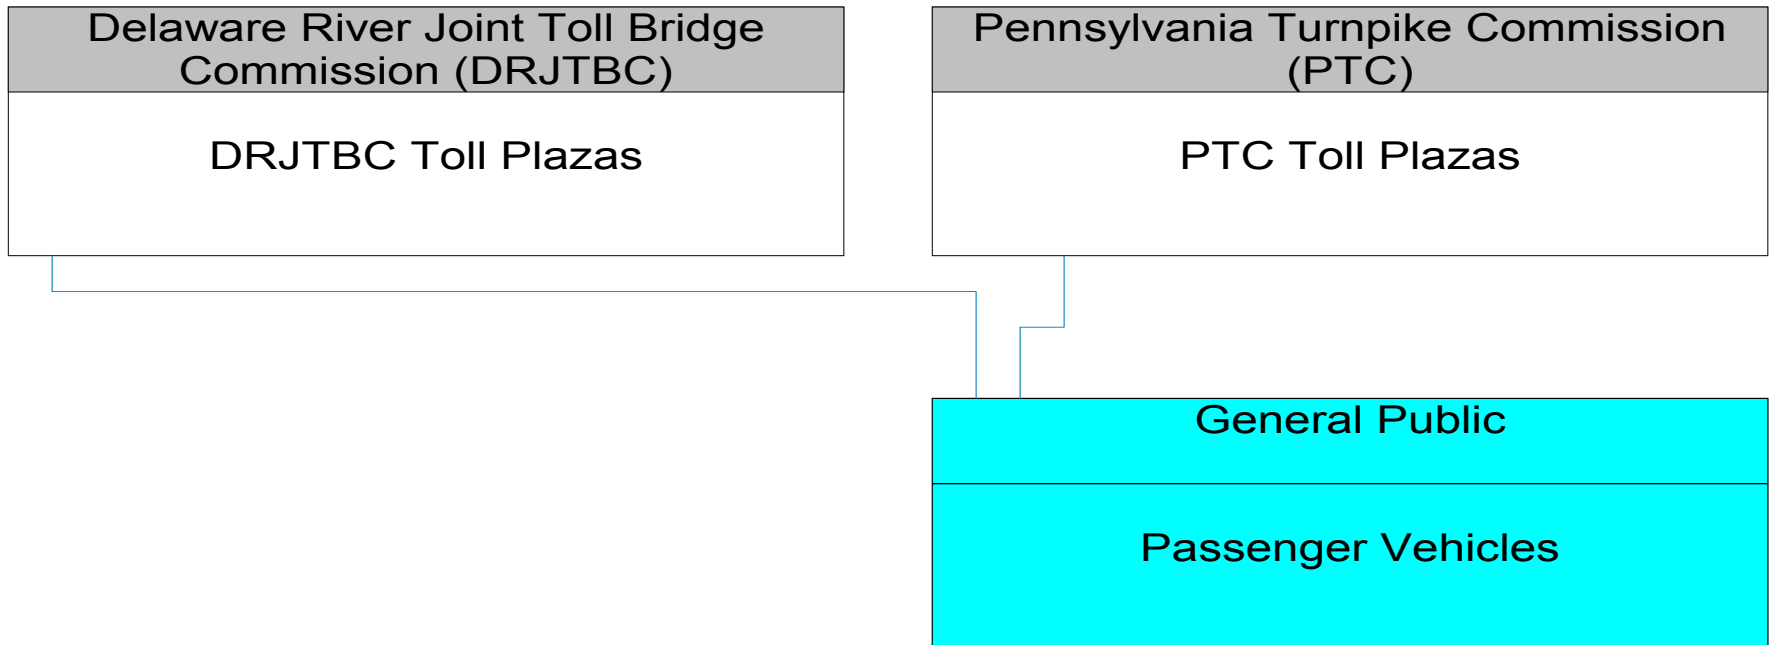 Delaware River Joint Toll Bridge
Commission (DRJTBC)
DRJTBC Toll Plazas
Pennsylvania Turnpike Commission
(PTC)
PTC Toll Plazas
General Public
Passenger Vehicles